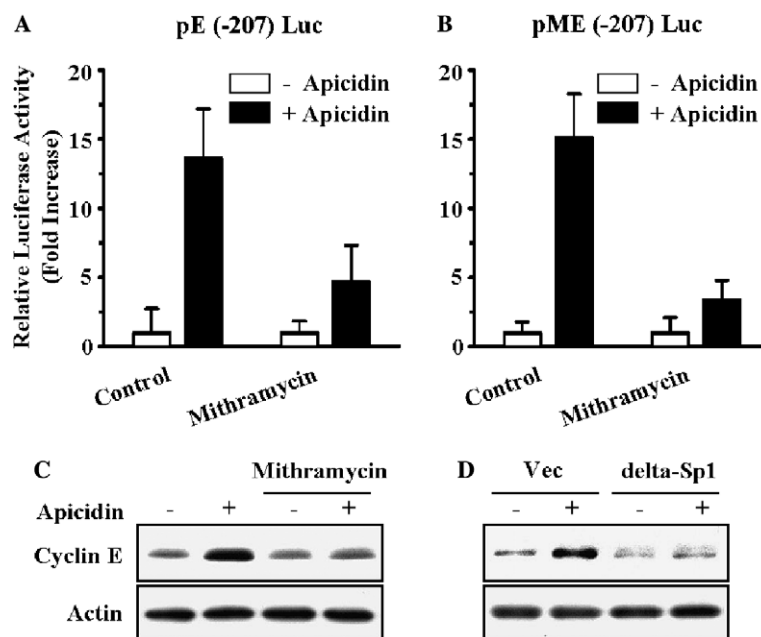 A pE (-207) Luc
Relative Luciferase Activity
(Fold Increase)
20
15
10
5
0
- Apicidin
+ Apicidin
Control
Mithramycin
B pME (-207) Luc
20
15
10
5
0
- Apicidin
+ Apicidin
Control
Mithramycin
C Mithramycin
Apicidin - + - +
Cyclin E
Actin
D Vec delta-Sp1
- + - +